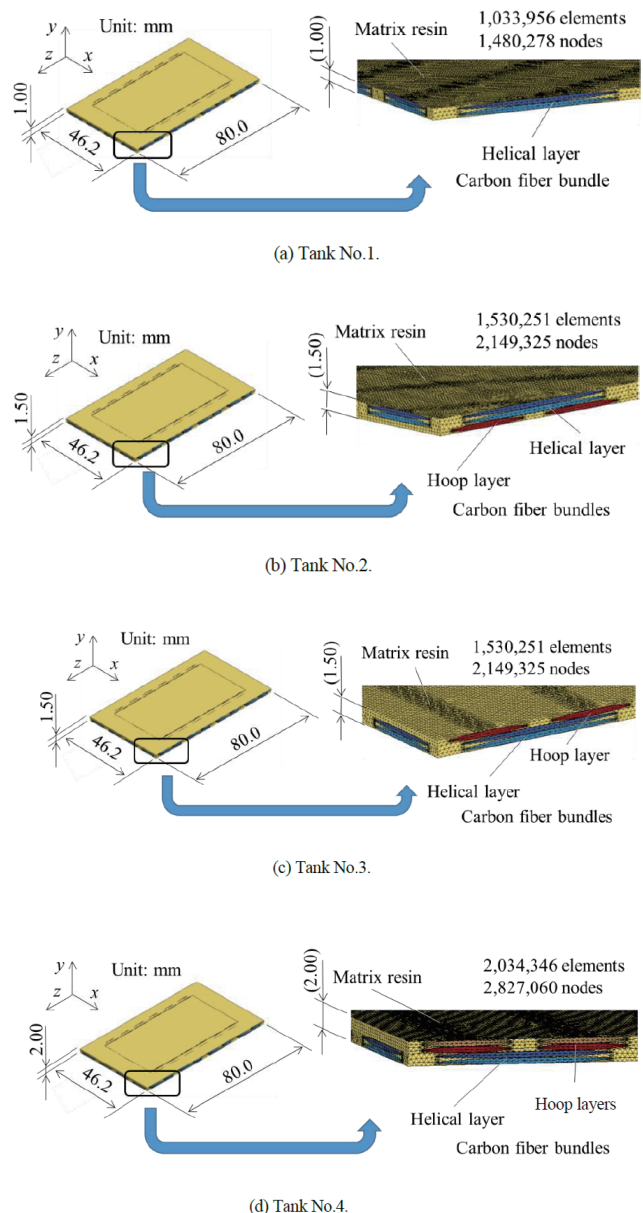 y
z
x
Unit: mm
1.00
46.2
80.0
(1.00)
Matrix resin
1,033,956 elements
1,480,278 nodes
Helical layer
Carbon fiber bundle
(a) Tank No.1.
y
z
x
Unit: mm
1.50
46.2
80.0
(1.50)
Matrix resin
1,530,251 elements
2,149,325 nodes
Helical layer
Hoop layer
Carbon fiber bundles
(b) Tank No.2.
y
z
x
Unit: mm
1.50
46.2
80.0
(1.50)
Matrix resin
1,530,251 elements
2,149,325 nodes
Hoop layer
Helical layer
Carbon fiber bundles
(c) Tank No.3.
y
z
x
Unit: mm
2.00
46.2
80.0
(2.00)
Matrix resin
2,034,346 elements
2,827,060 nodes
Helical layer
Hoop layers
Carbon fiber bundles
(d) Tank No.4.